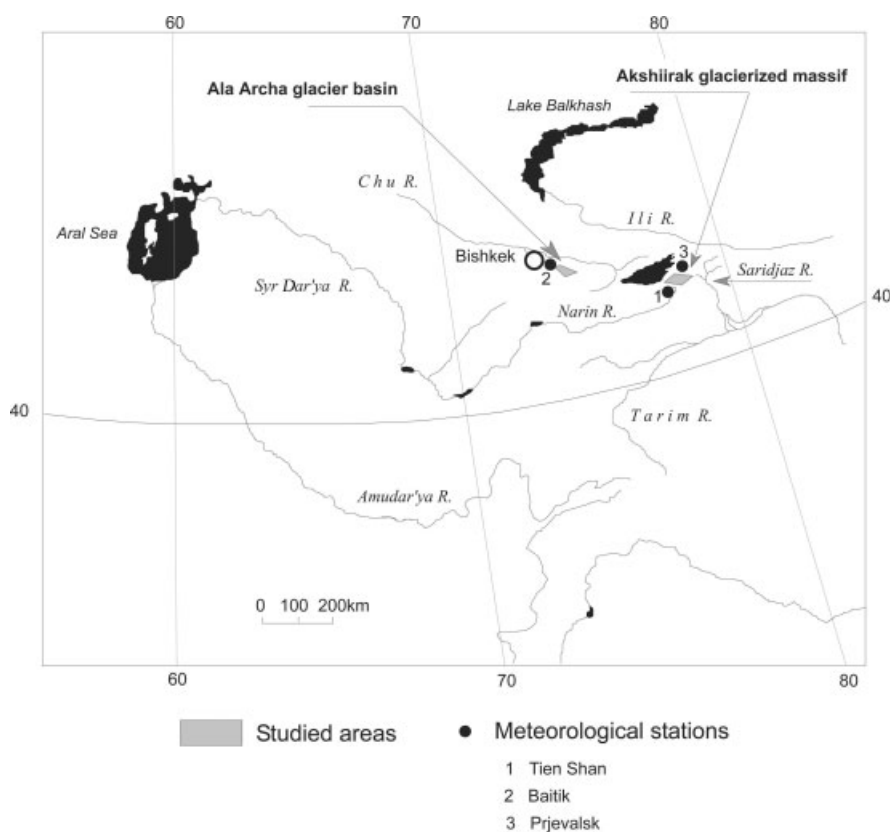 60
70
80
Ala Archa glacier basin
Akshiirak glacierized massif
Lake Balkhash
Chu R.
Ili R.
Aral Sea
Bishkek
2
3
Saridjaz R.
Syr Dar'ya R.
1
Narin R.
40
40
Tarim R.
Amudar'ya R.
0 100 200km
60
70
80
Studied areas
Meteorological stations
1 Tien Shan
2 Baitik
3 Prjevalsk